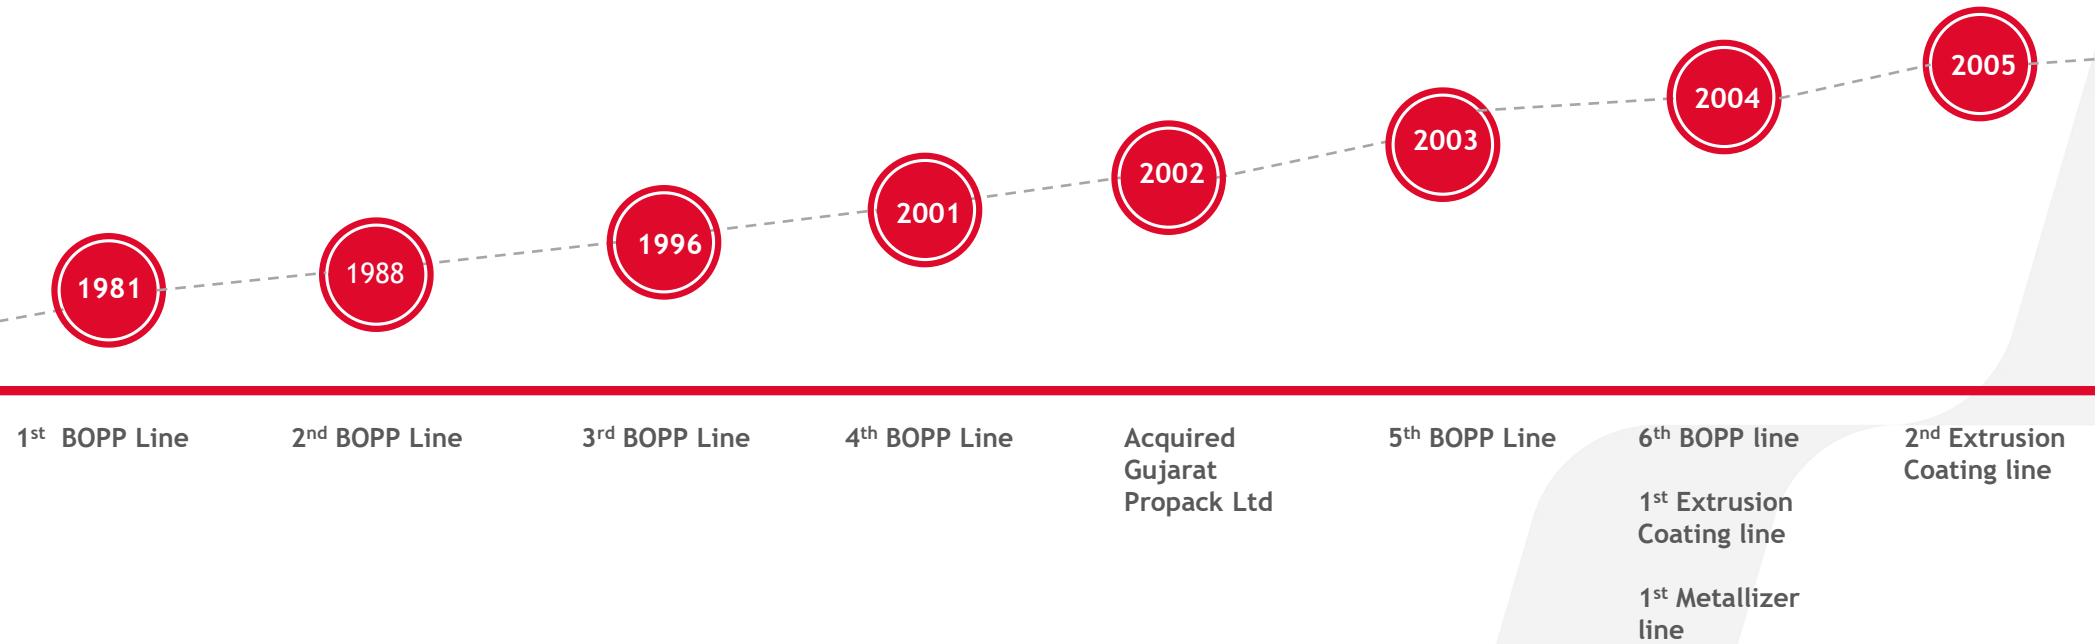 1981
1988
1996
2001
2002
2003
2004
2005
1st BOPP Line
2nd BOPP Line
3rd BOPP Line
4th BOPP Line
Acquired
Gujarat
Propack Ltd
5th BOPP Line
6th BOPP line
1st Extrusion
Coating line
1st Metallizer
line
2nd Extrusion
Coating line